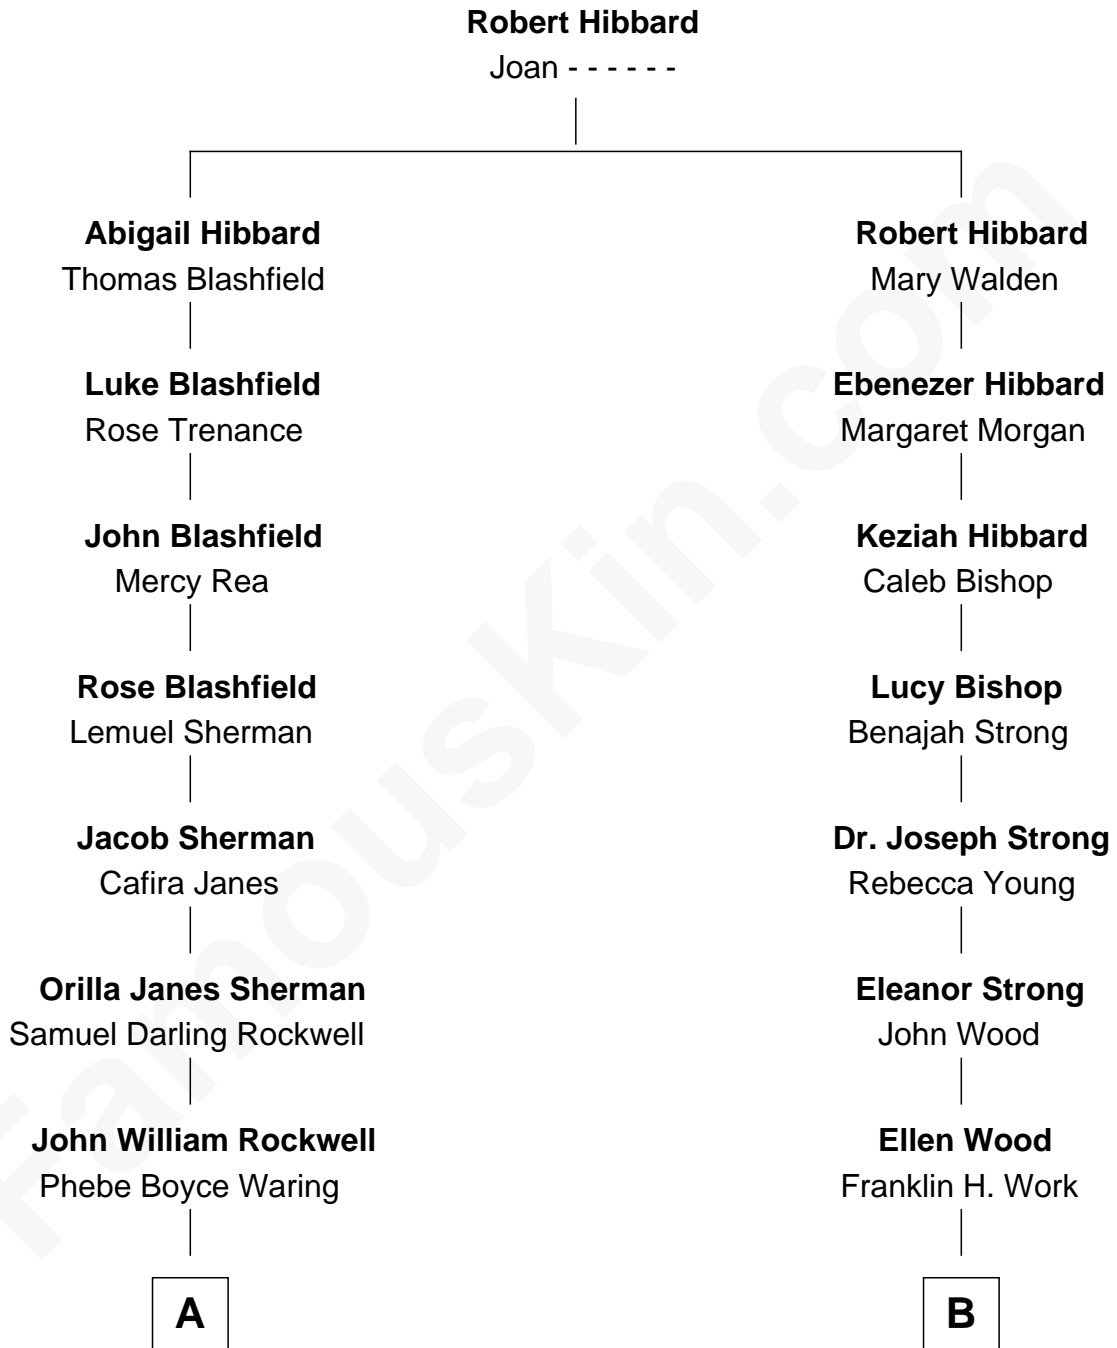 Robert Hibbard
Joan - - - - - -
Abigail Hibbard
Thomas Blashfield
Robert Hibbard
Mary Walden
Luke Blashfield
Rose Trenance
Ebenezer Hibbard
Margaret Morgan
John Blashfield
Mercy Rea
Keziah Hibbard
Caleb Bishop
Rose Blashfield
Lemuel Sherman
Lucy Bishop
Benajah Strong
Jacob Sherman
Cafira Janes
Dr. Joseph Strong
Rebecca Young
Orilla Janes Sherman
Samuel Darling Rockwell
Eleanor Strong
John Wood
John William Rockwell
Phebe Boyce Waring
Ellen Wood
Franklin H. Work
A
B
FamousKin.com